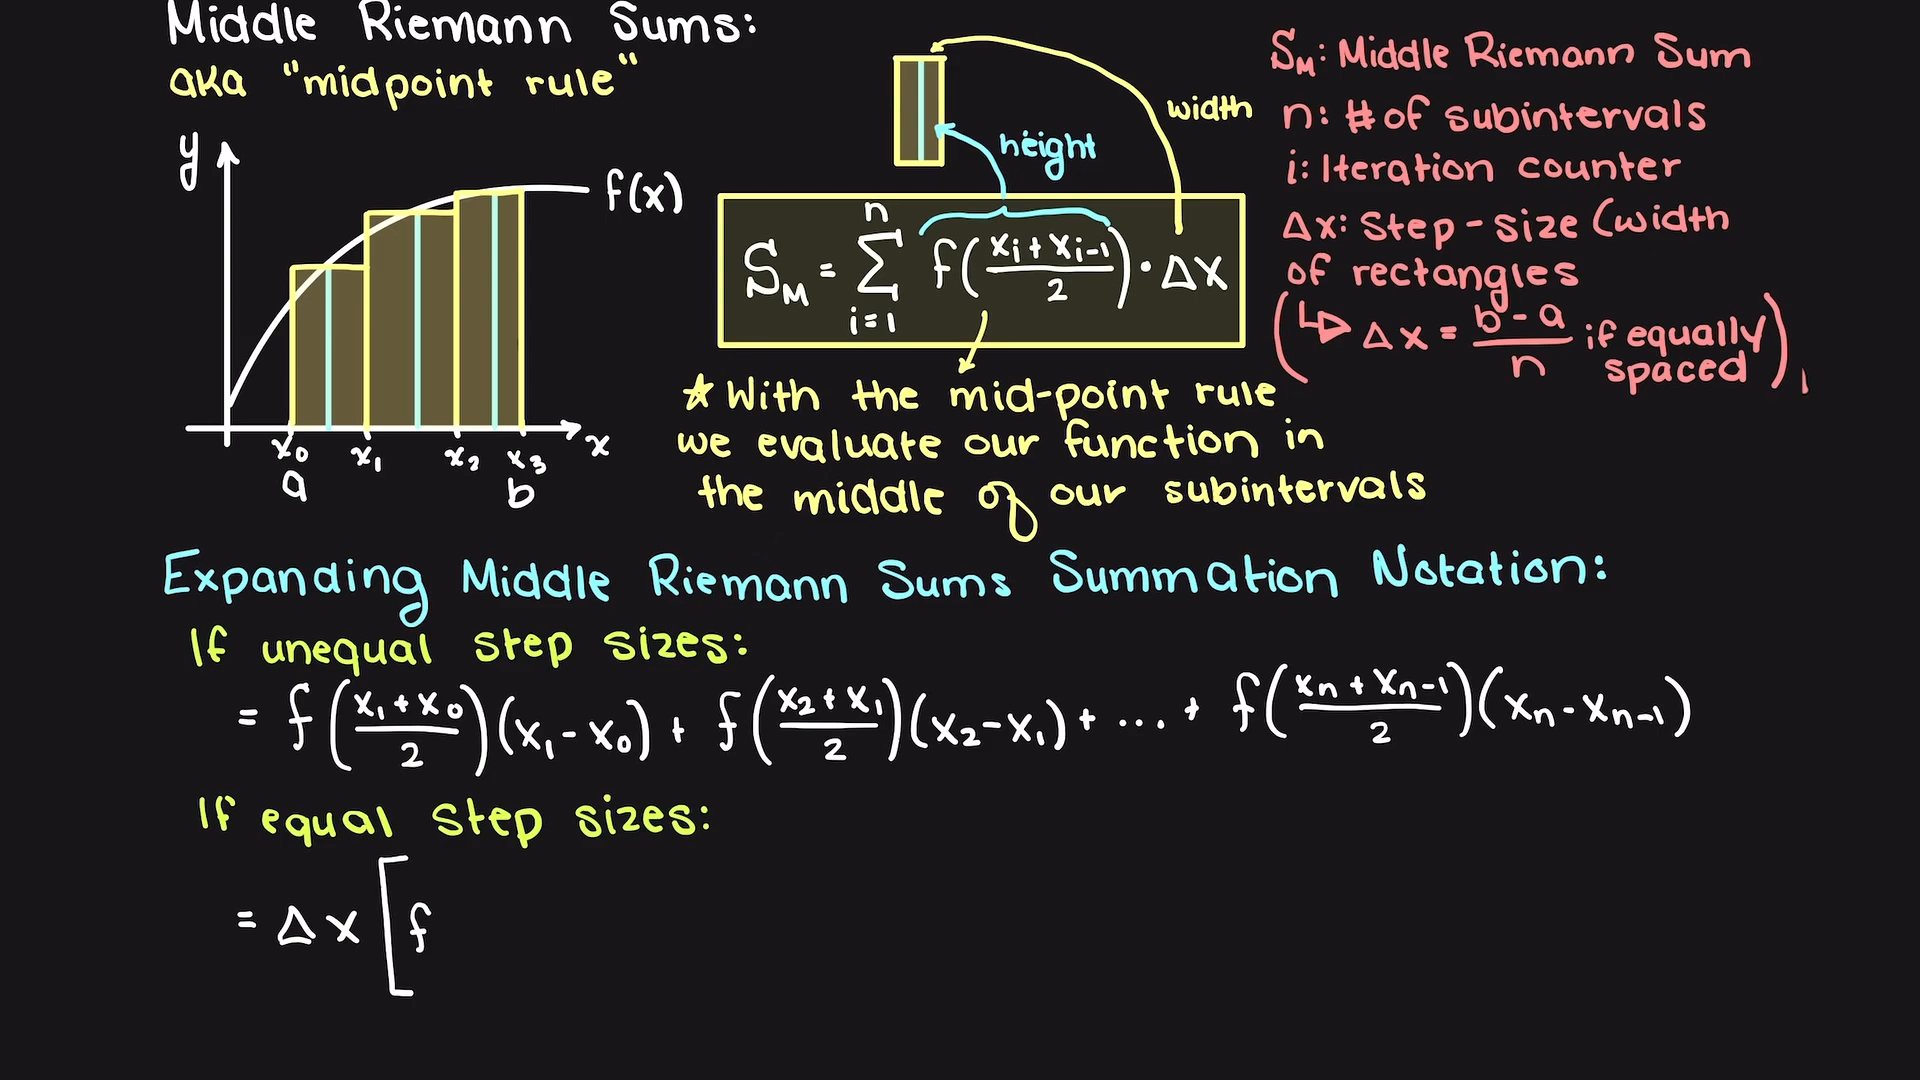 Middle Riemann Sums:
aka "midpoint rule"
y
f(x)
x₀ x₁ x₂ x₃ x
a b
width
height
Sₘ = Σ f((xᵢ + xᵢ₋₁)/2) · Δx
n
i=1
★ With the mid-point rule
we evaluate our function in
the middle of our subintervals
Sₘ: Middle Riemann Sum
n: # of subintervals
i: Iteration counter
Δx: Step-size (width
of rectangles
(↳ Δx = (b-a)/n if equally
spaced)
Expanding Middle Riemann Sums Summation Notation:
If unequal step sizes:
= f((x₁ + x₀)/2)(x₁ - x₀) + f((x₂ + x₁)/2)(x₂ - x₁) + ... + f((xₙ + xₙ₋₁)/2)(xₙ - xₙ₋₁)
If equal step sizes:
= Δx [f